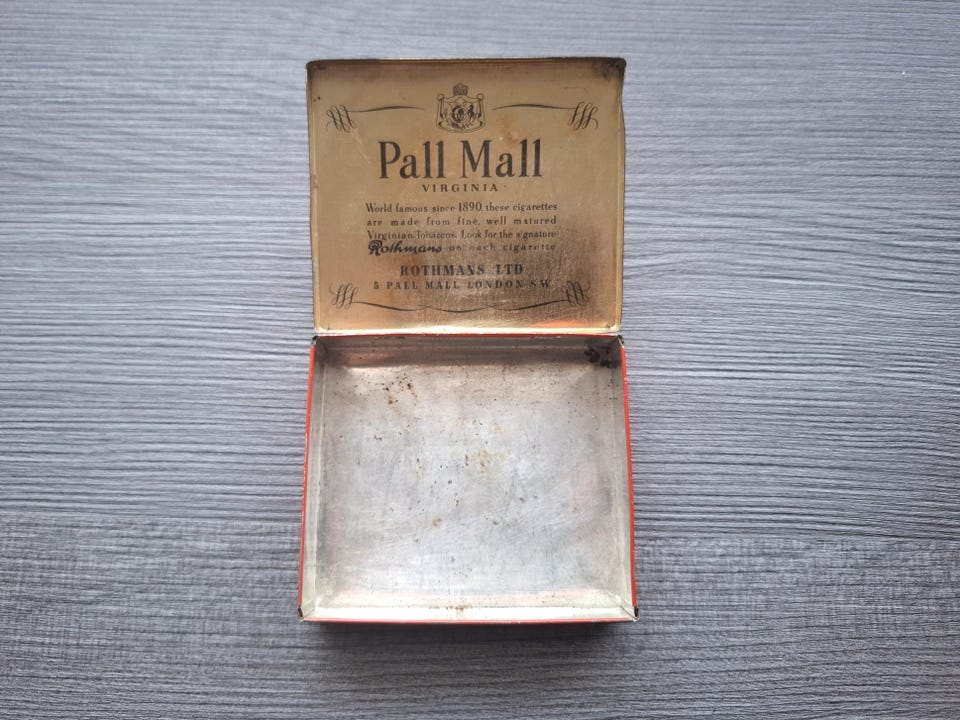 Pall Mall
VIRGINIA
World famous since 1890, these cigarettes
are made from fine, well matured
Virginian Tobaccos. Look for the signature
Rothmans on each cigarette
ROTHMANS LTD
5 PALL MALL LONDON S W